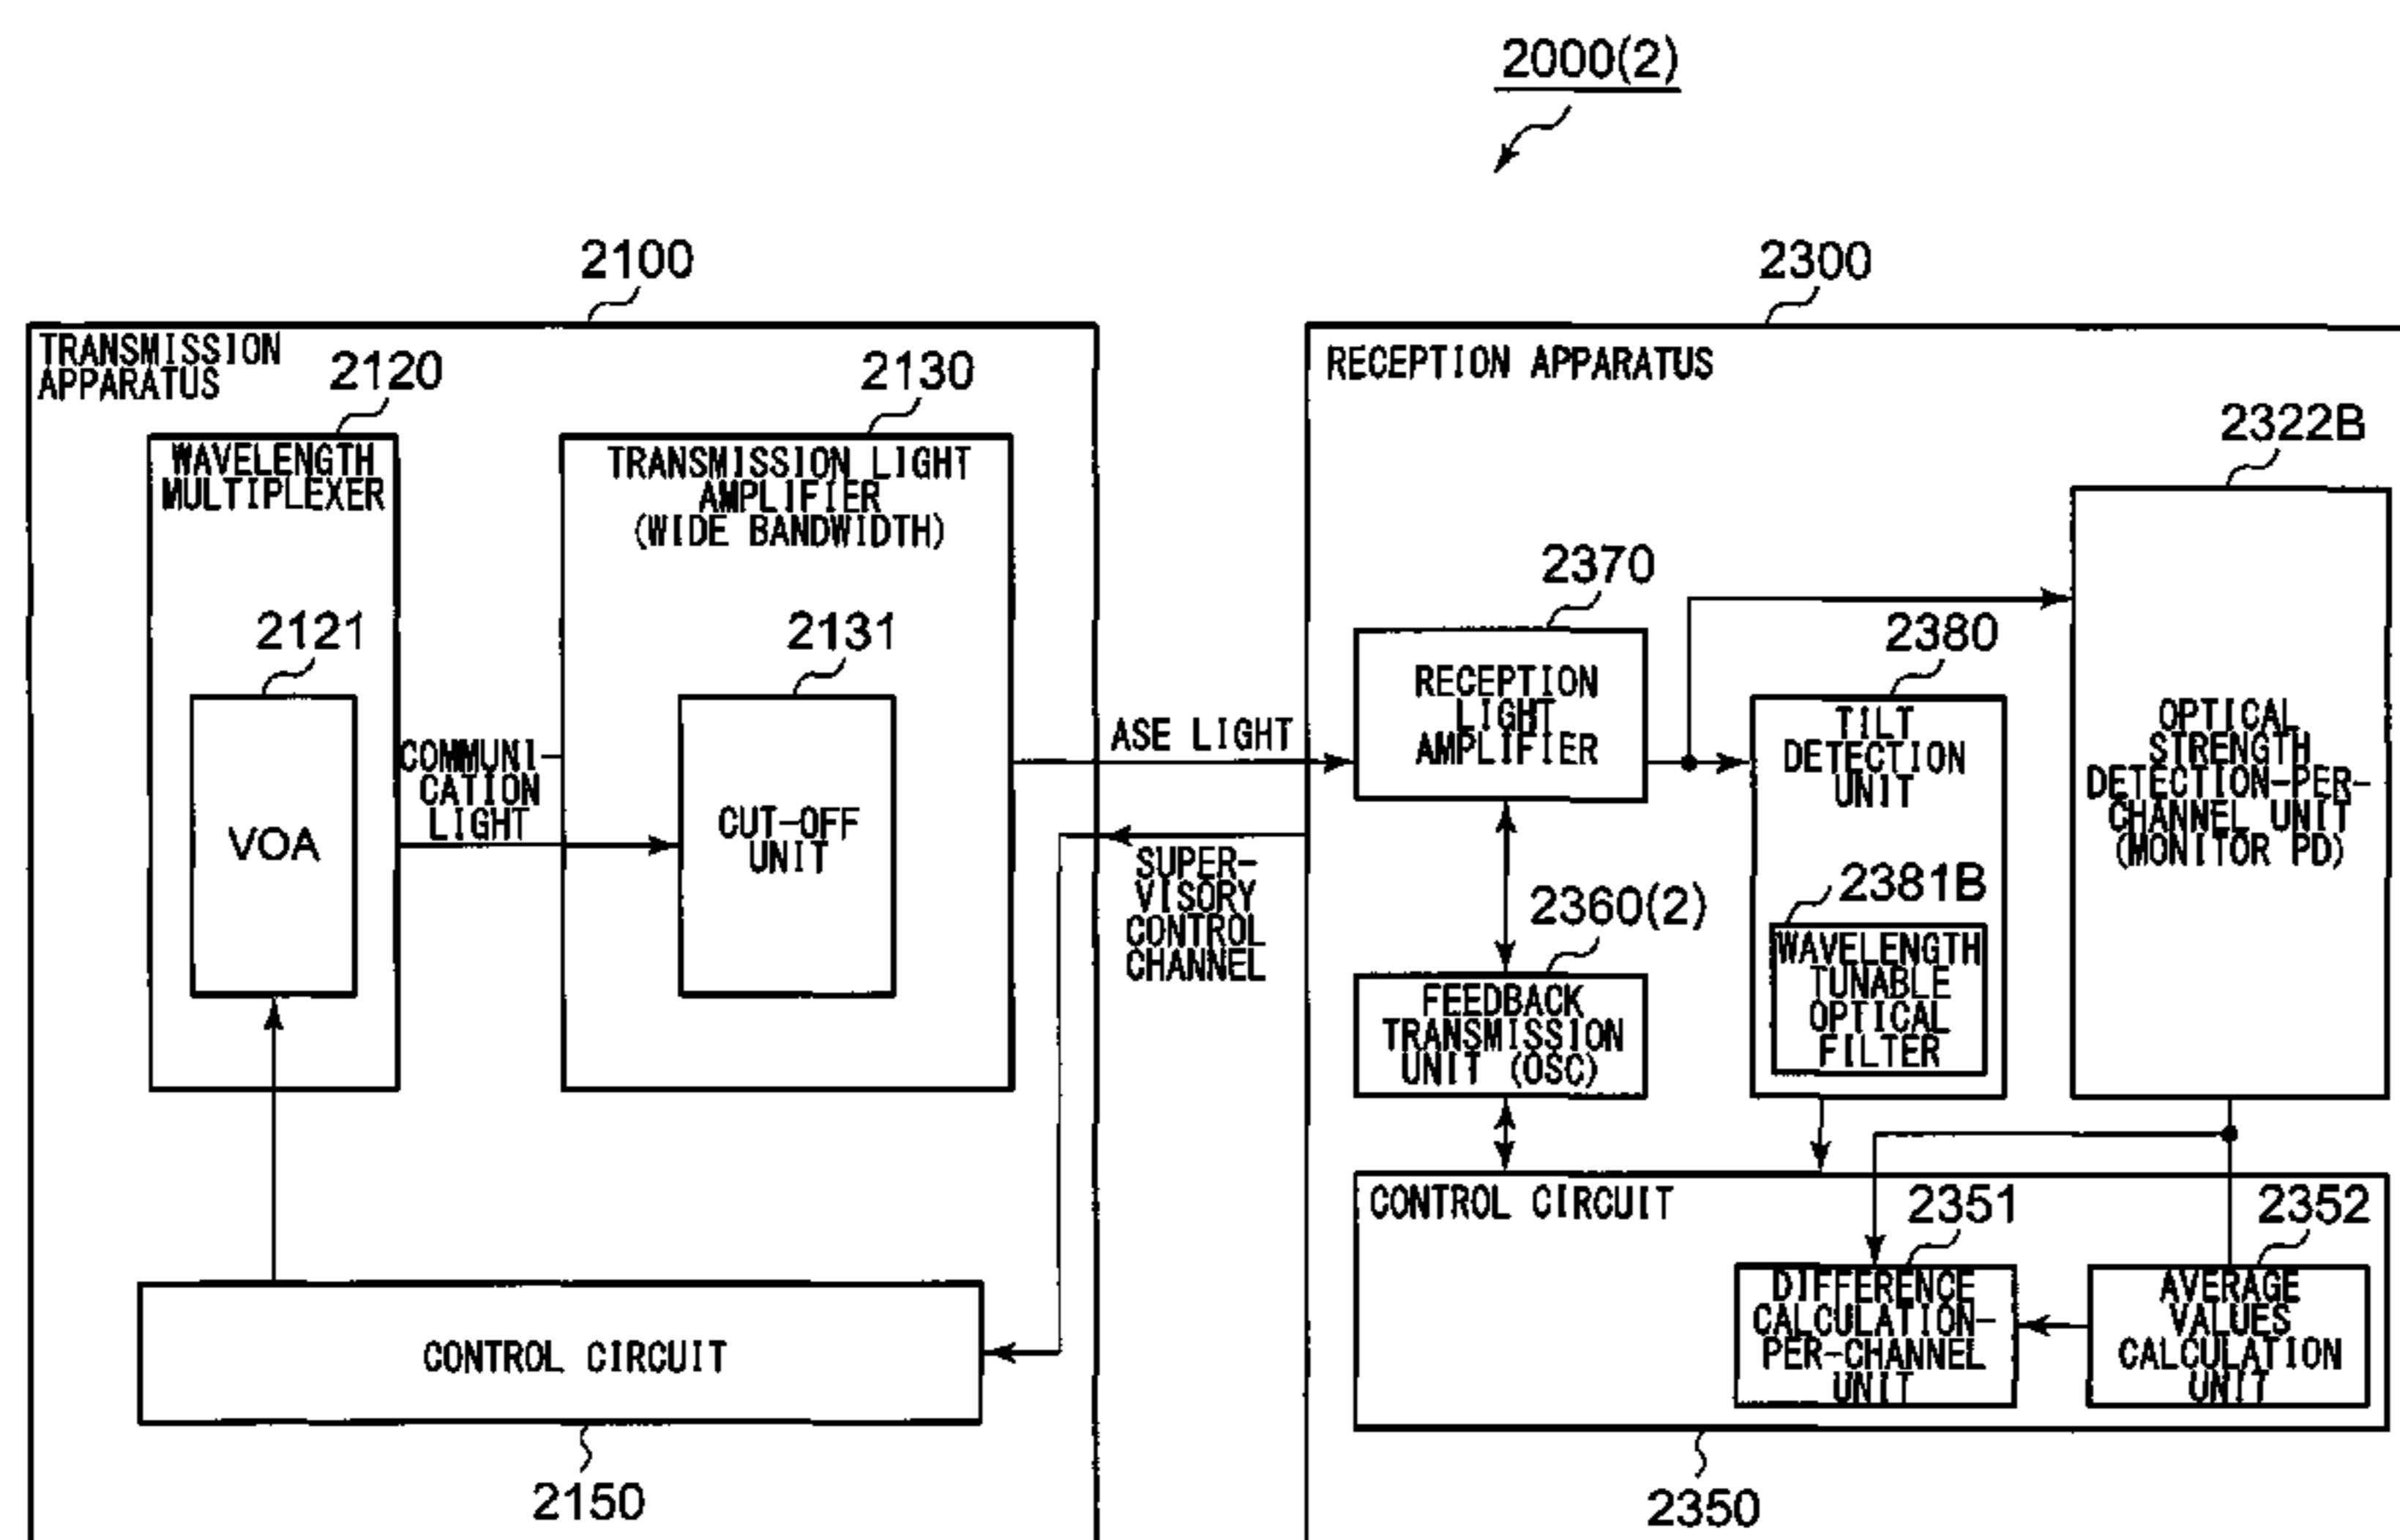 2000(2)
2100
2300
TRANSMISSION
APPARATUS
2120
2130
RECEPTION APPARATUS
WAVELENGTH
MULTIPLEXER
TRANSMISSION LIGHT
AMPLIFIER
(WIDE BANDWIDTH)
2322B
2121
2131
2370
2380
VOA
COMMUNI-
CATION
LIGHT
CUT-OFF
UNIT
ASE LIGHT
RECEPTION
LIGHT
AMPLIFIER
TILT
DETECTION
UNIT
OPTICAL
STRENGTH
DETECTION-PER-
CHANNEL UNIT
(MONITOR PD)
SUPER-
VISORY
CONTROL
CHANNEL
2360(2)
2381B
FEEDBACK
TRANSMISSION
UNIT (OSC)
WAVELENGTH
TUNABLE
OPTICAL
FILTER
CONTROL CIRCUIT
2351
2352
CONTROL CIRCUIT
DIFFERENCE
CALCULATION-
PER-CHANNEL
UNIT
AVERAGE
VALUES
CALCULATION
UNIT
2150
2350